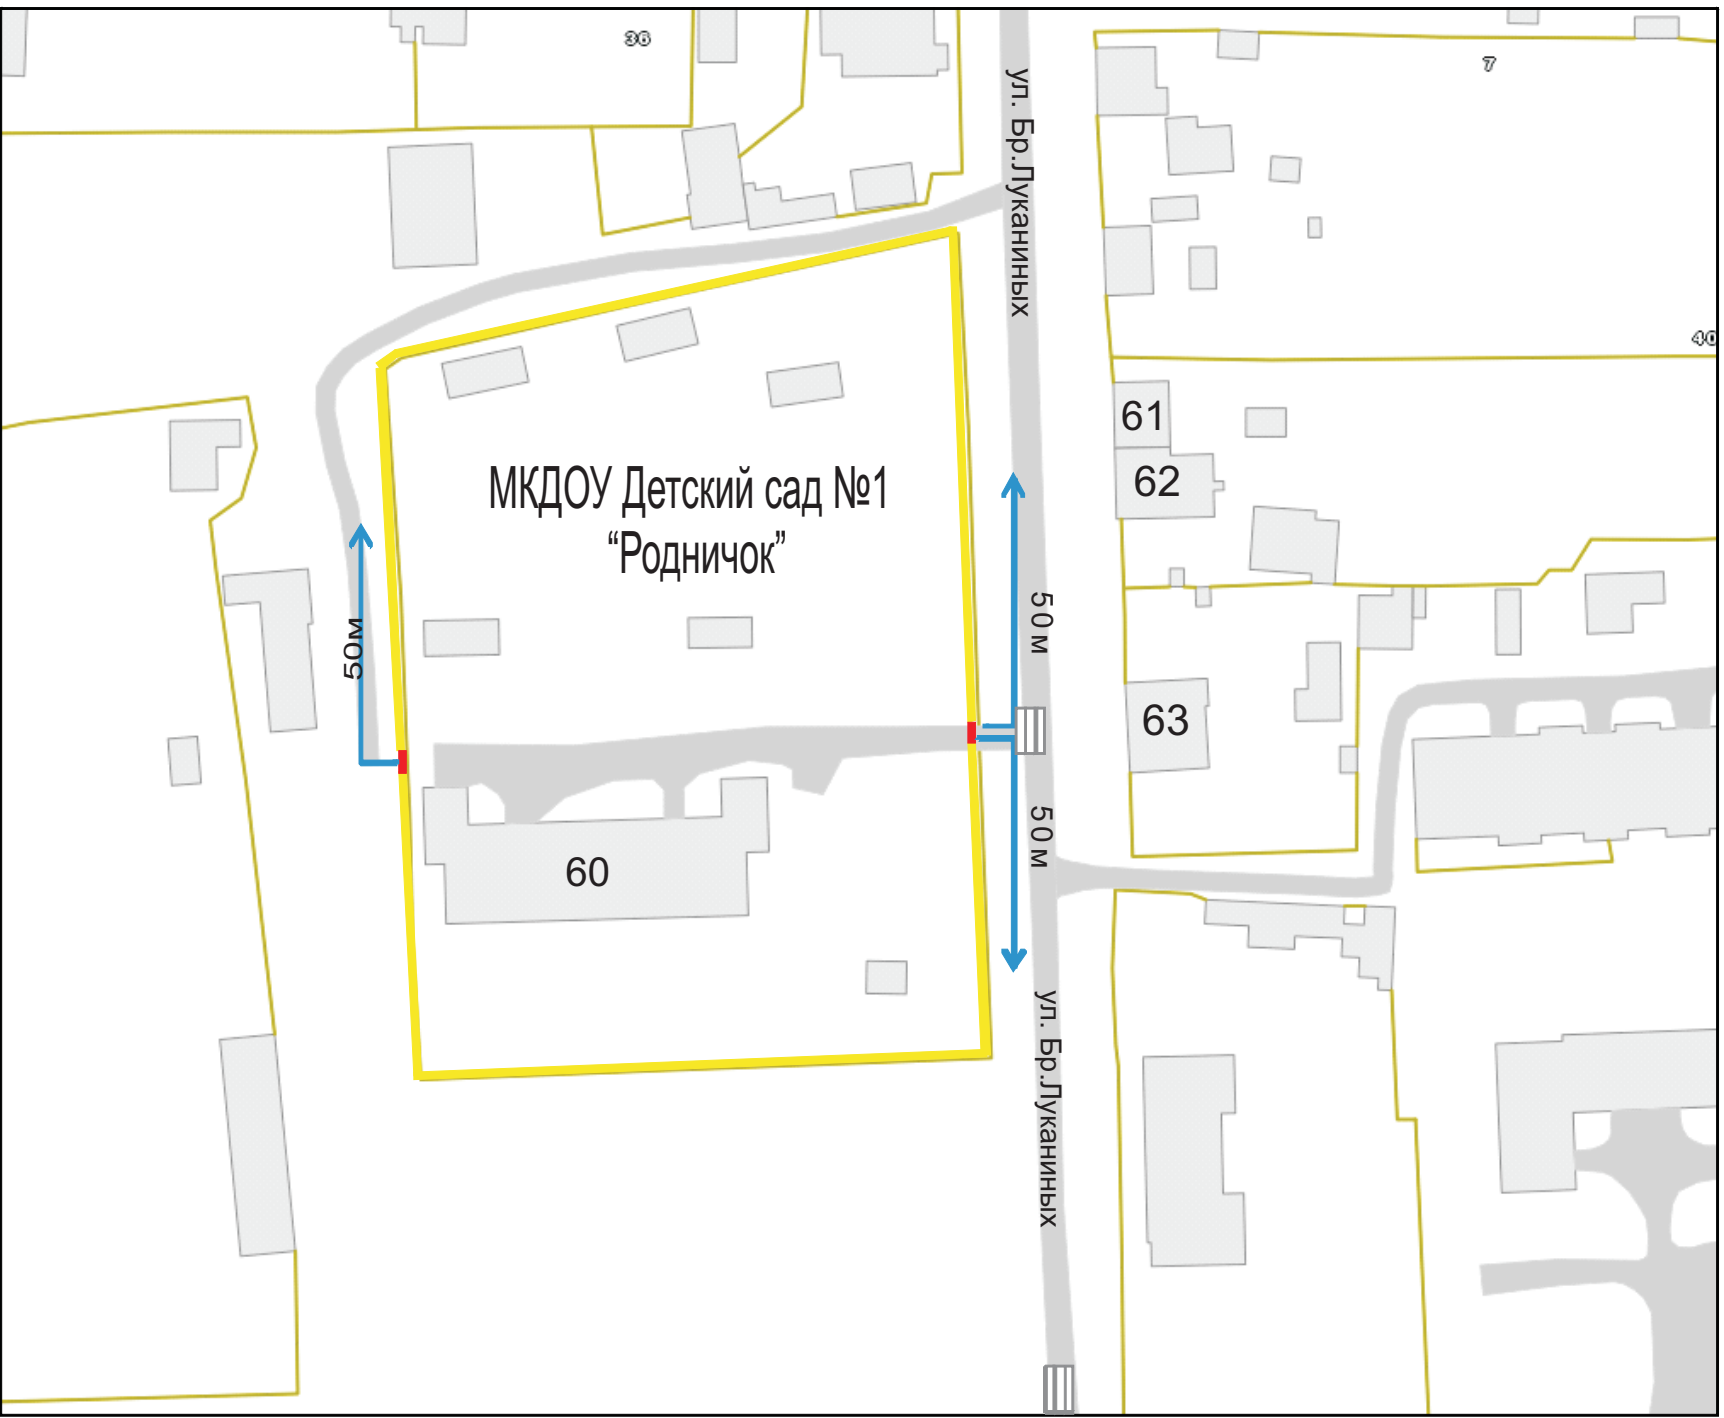 36
7
ул. Бр.Луканиных
40
61
62
МКДОУ Детский сад №1
“Родничок”
50м
50м
63
50м
60
ул. Бр.Луканиных